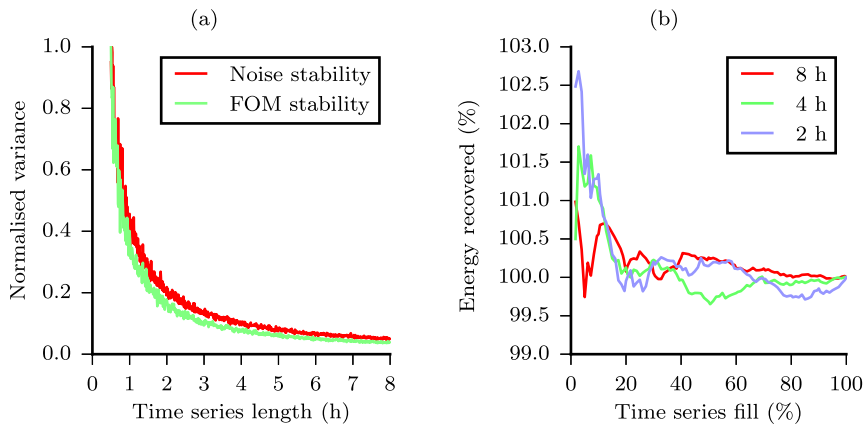 (a)
Normalised variance
1.0
0.8
0.6
0.4
0.2
0.0
0 1 2 3 4 5 6 7 8
Time series length (h)
Noise stability
FOM stability
(b)
Energy recovered (%)
103.0
102.5
102.0
101.5
101.0
100.5
100.0
99.5
99.0
0 20 40 60 80 100
Time series fill (%)
8 h
4 h
2 h